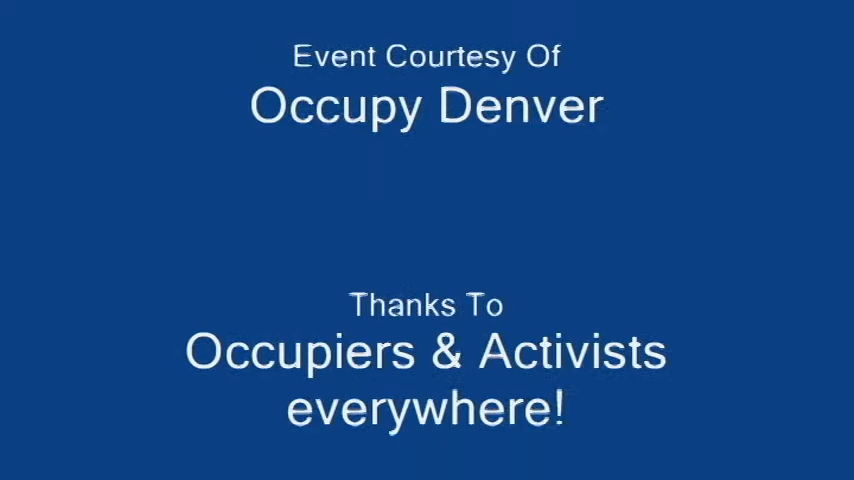 Event Courtesy Of
Occupy Denver
Thanks To
Occupiers & Activists
everywhere!